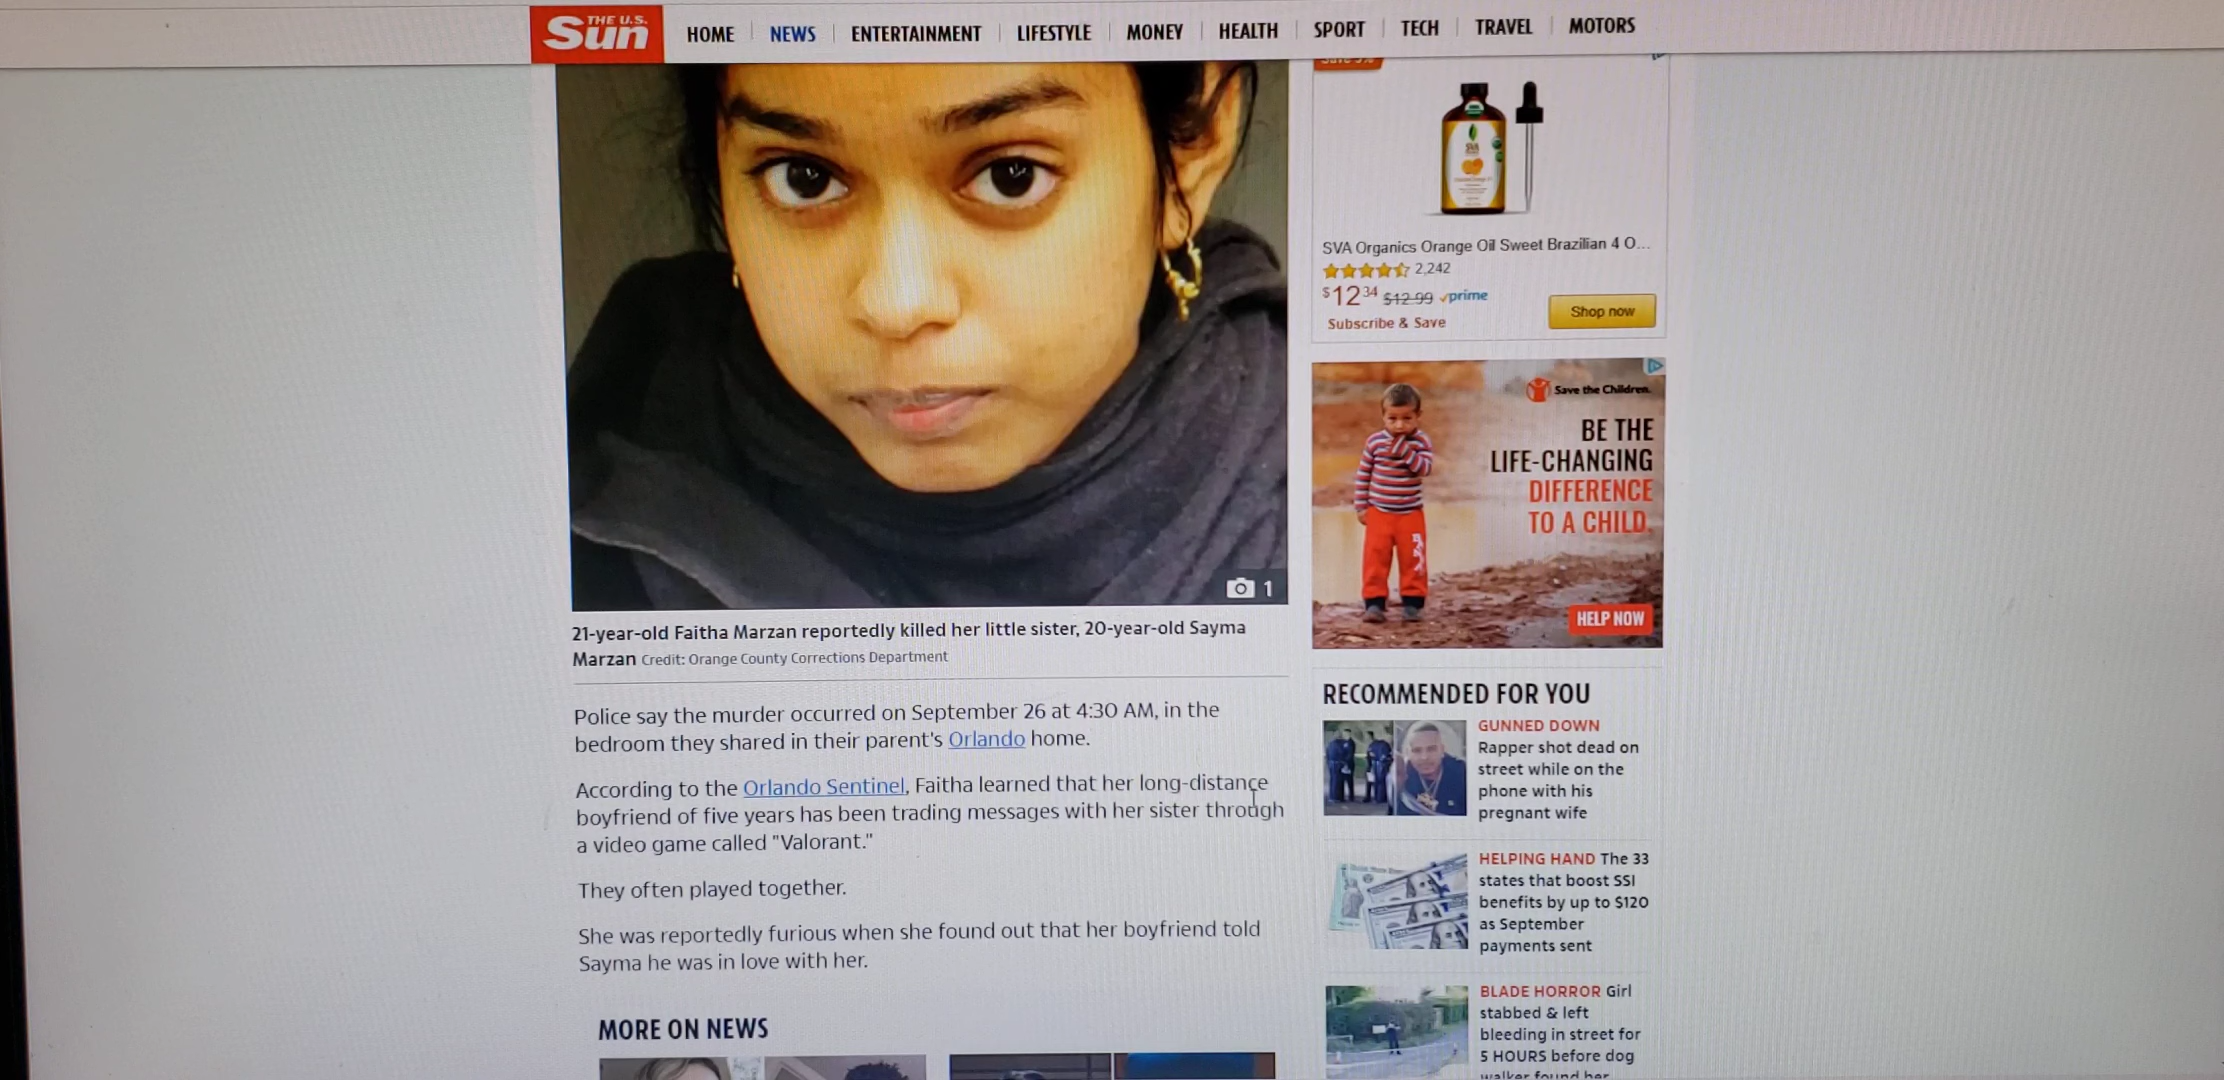 THE U.S.
Sun
HOME
NEWS
ENTERTAINMENT
LIFESTYLE
MONEY
HEALTH
SPORT
TECH
TRAVEL
MOTORS
1
21-year-old Faitha Marzan reportedly killed her little sister, 20-year-old Sayma
Marzan Credit: Orange County Corrections Department
Police say the murder occurred on September 26 at 4:30 AM, in the
bedroom they shared in their parent's Orlando home.
According to the Orlando Sentinel, Faitha learned that her long-distance
boyfriend of five years has been trading messages with her sister through
a video game called "Valorant."
They often played together.
She was reportedly furious when she found out that her boyfriend told
Sayma he was in love with her.
MORE ON NEWS
SVA
SVA Organics Orange Oil Sweet Brazilian 4 O...
2,242
$12 34 $12.99 prime
Subscribe & Save
Shop now
Save the Children.
BE THE
LIFE-CHANGING
DIFFERENCE
TO A CHILD.
HELP NOW
RECOMMENDED FOR YOU
GUNNED DOWN
Rapper shot dead on
street while on the
phone with his
pregnant wife
HELPING HAND The 33
states that boost SSI
benefits by up to $120
as September
payments sent
BLADE HORROR Girl
stabbed & left
bleeding in street for
5 HOURS before dog
walker found her